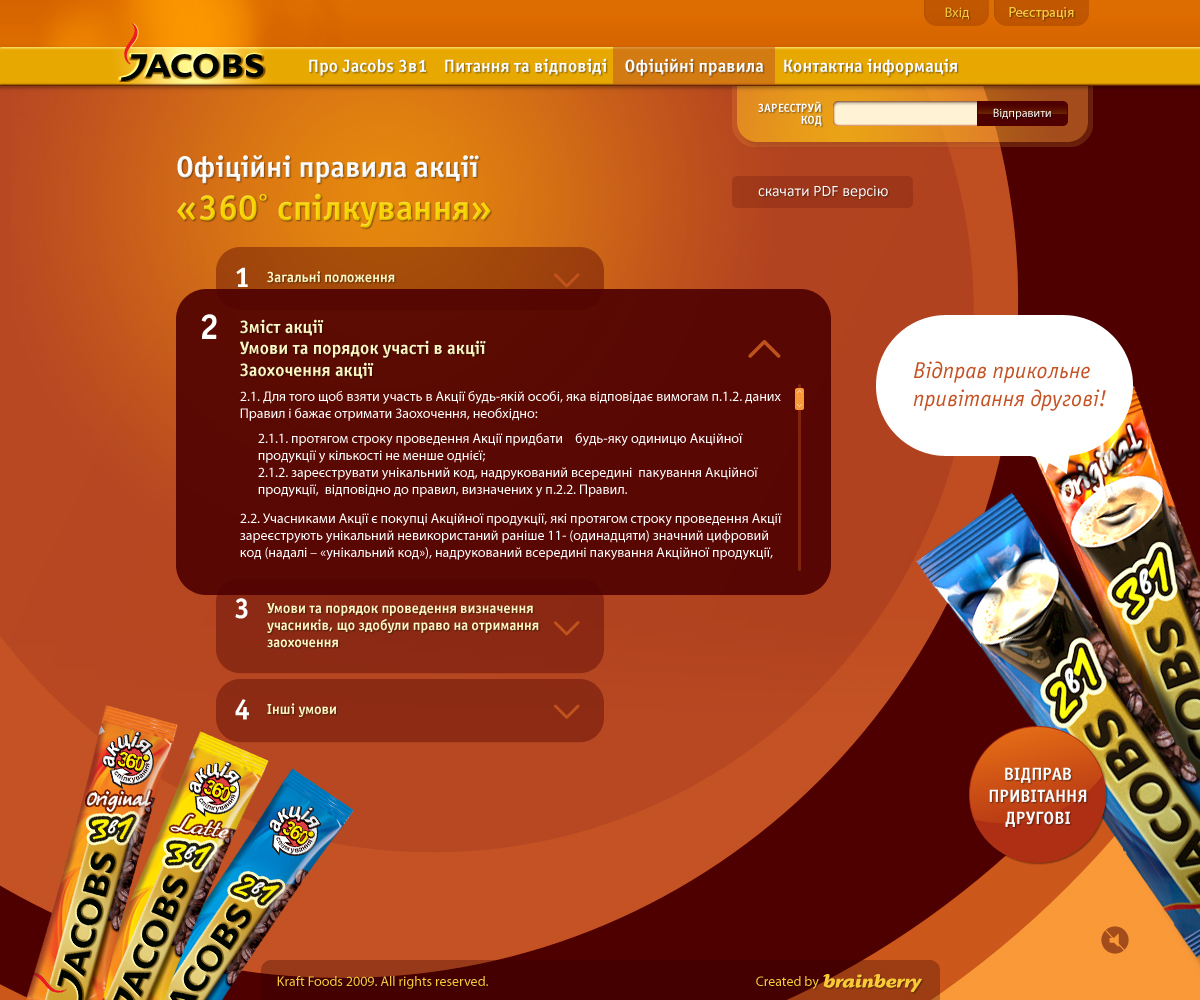 Вхід
Реєстрація
JACOBS
Про Jacobs 3в1
Питання та відповіді
Офіційні правила
Контактна інформація
ЗАРЕЄСТРУЙ
КОД
Відправити
Офіційні правила акції
«360° спілкування»
скачати PDF версію
1
Загальні положення
2
Зміст акції
Умови та порядок участі в акції
Заохочення акції
2.1. Для того щоб взяти участь в Акції будь-якій особі, яка відповідає вимогам п.1.2. даних
Правил і бажає отримати Заохочення, необхідно:
2.1.1. протягом строку проведення Акції придбати будь-яку одиницю Акційної
продукції у кількості не менше однієї;
2.1.2. зареєструвати унікальний код, надрукований всередині пакування Акційної
продукції, відповідно до правил, визначених у п.2.2. Правил.
2.2. Учасниками Акції є покупці Акційної продукції, які протягом строку проведення Акції
зареєструють унікальний невикористаний раніше 11- (одинадцяти) значний цифровий
код (надалі – «унікальний код»), надрукований всередині пакування Акційної продукції,
3
Умови та порядок проведення визначення
учасників, що здобули право на отримання
заохочення
4
Інші умови
Відправ прикольне
привітання другові!
original
3в1
JACOBS
2в1
JACOBS
ВІДПРАВ
ПРИВІТАННЯ
ДРУГОВІ
акція
360°
спілкування
Original
3в1
JACOBS
акція
360°
спілкування
Latte
3в1
JACOBS
акція
360°
спілкування
2в1
JACOBS
Kraft Foods 2009. All rights reserved.
Created by brainberry